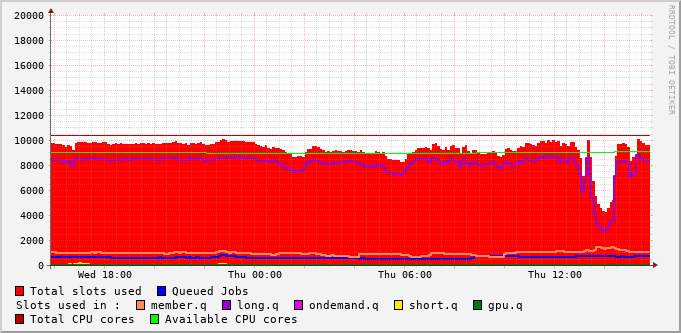 20000
18000
16000
14000
12000
10000
8000
6000
4000
2000
0
Wed 18:00 Thu 00:00 Thu 06:00 Thu 12:00
Total slots used Queued Jobs
Slots used in : member.q long.q ondemand.q short.q gpu.q
Total CPU cores Available CPU cores
RRDTOOL / TOBI OETIKER